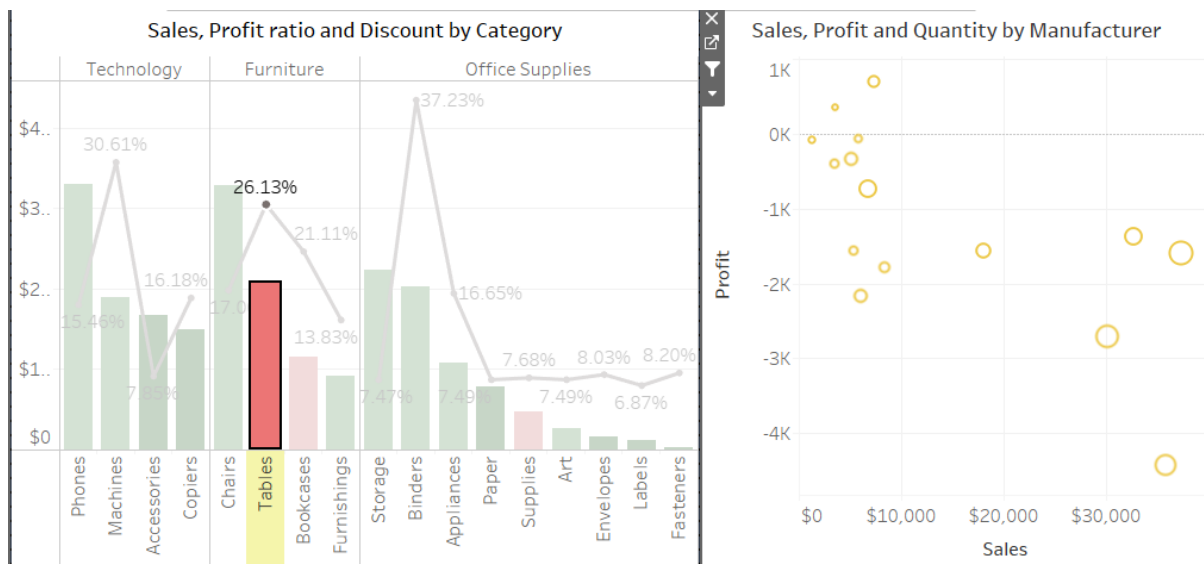 Sales, Profit ratio and Discount by Category
Technology
Furniture
Office Supplies
$4..
$3..
$2..
$1..
$0
30.61%
15.46%
7.85%
16.18%
17.0
26.13%
21.11%
13.83%
7.47%
37.23%
16.65%
7.49%
7.68%
7.49%
8.03%
6.87%
8.20%
Phones
Machines
Accessories
Copiers
Chairs
Tables
Bookcases
Furnishings
Storage
Binders
Appliances
Paper
Supplies
Art
Envelopes
Labels
Fasteners
Sales, Profit and Quantity by Manufacturer
Profit
1K
0K
-1K
-2K
-3K
-4K
$0
$10,000
$20,000
$30,000
Sales